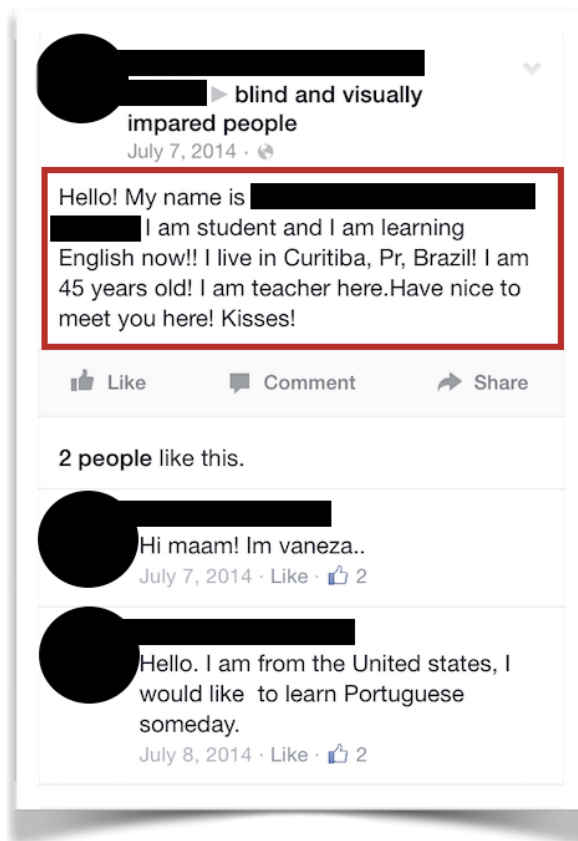 blind and visually
impared people
July 7, 2014 ·
Hello! My name is
I am student and I am learning
English now!! I live in Curitiba, Pr, Brazil! I am
45 years old! I am teacher here.Have nice to
meet you here! Kisses!
Like Comment Share
2 people like this.
Hi maam! Im vaneza..
July 7, 2014 · Like · 2
Hello. I am from the United states, I
would like to learn Portuguese
someday.
July 8, 2014 · Like · 2